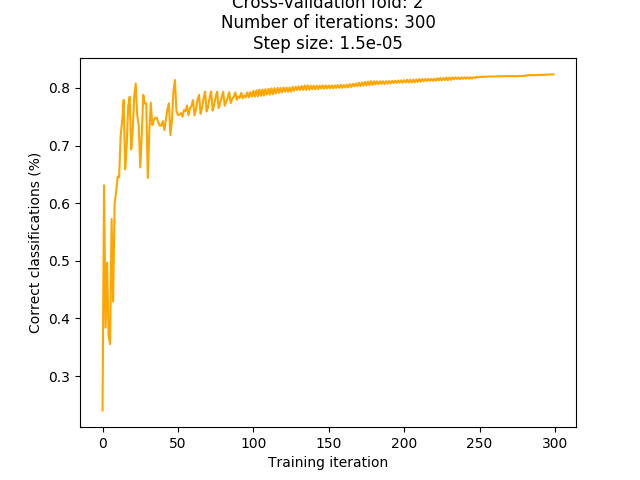 Cross-validation fold: 2
Number of iterations: 300
Step size: 1.5e-05
0.8
0.7
0.6
0.5
0.4
0.3
Correct classifications (%)
0 50 100 150 200 250 300
Training iteration